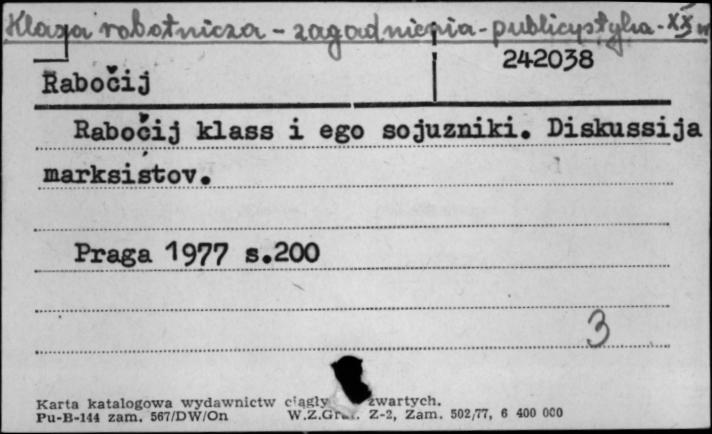 Klasa robotnicza - zagadnienia - publicystyka - XX w
242038
Rabočij
Rabočij klass i ego sojuzniki. Diskussija
marksistov.
Praga 1977 s.200
3
Karta katalogowa wydawnictw ciągły zwartych.
Pu-B-144 zam. 567/DW/On W.Z.Graf. Z-2, Zam. 502/77, 6 400 000